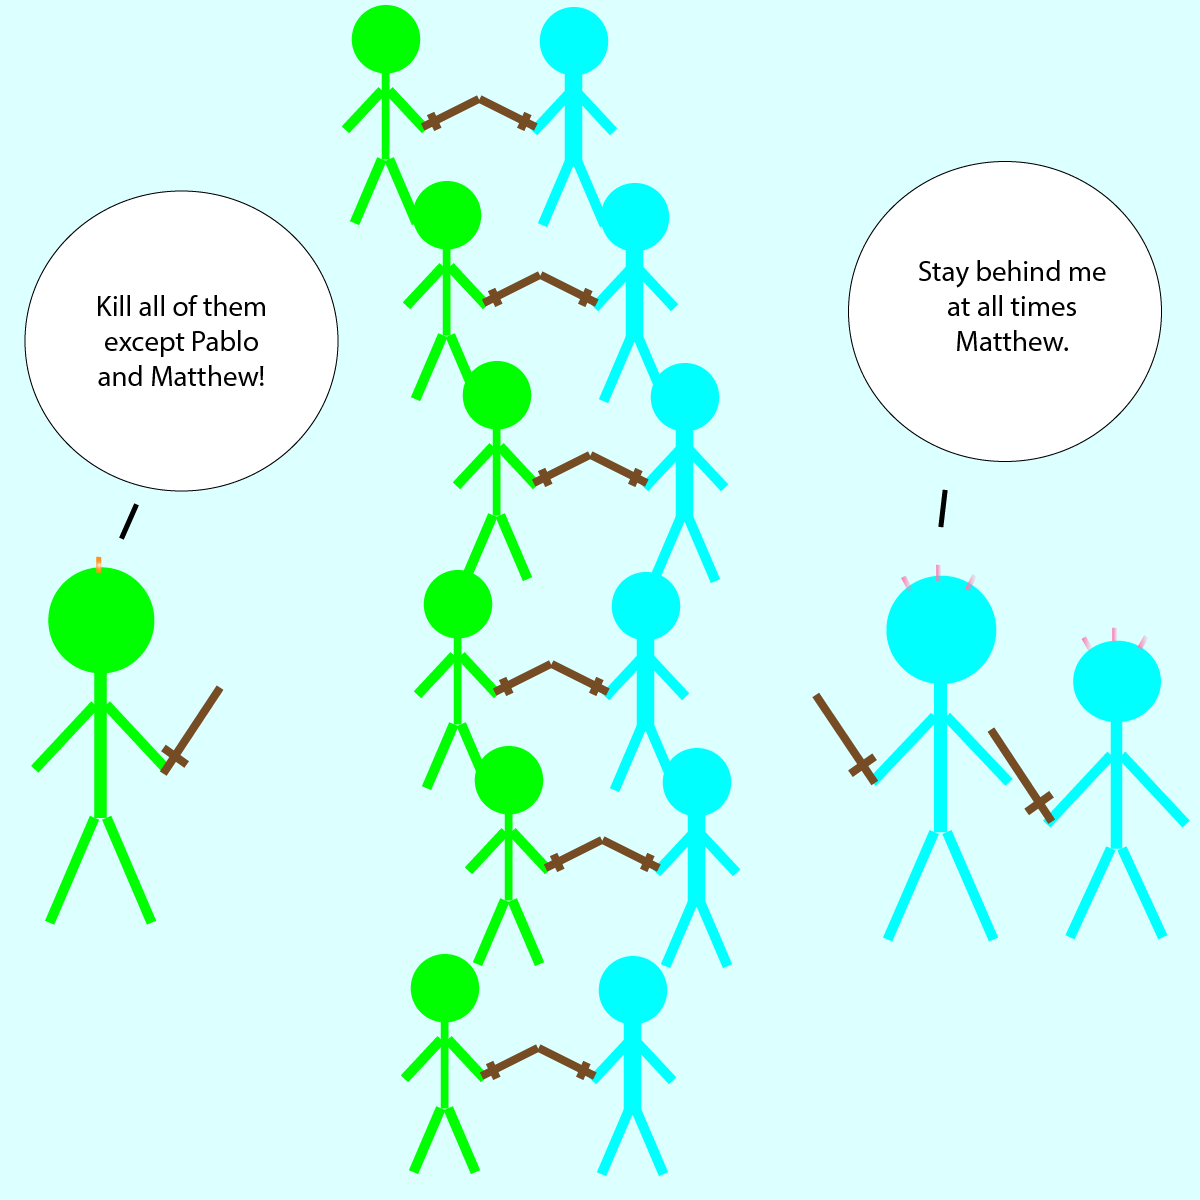 Kill all of them
except Pablo
and Matthew!
Stay behind me
at all times
Matthew.